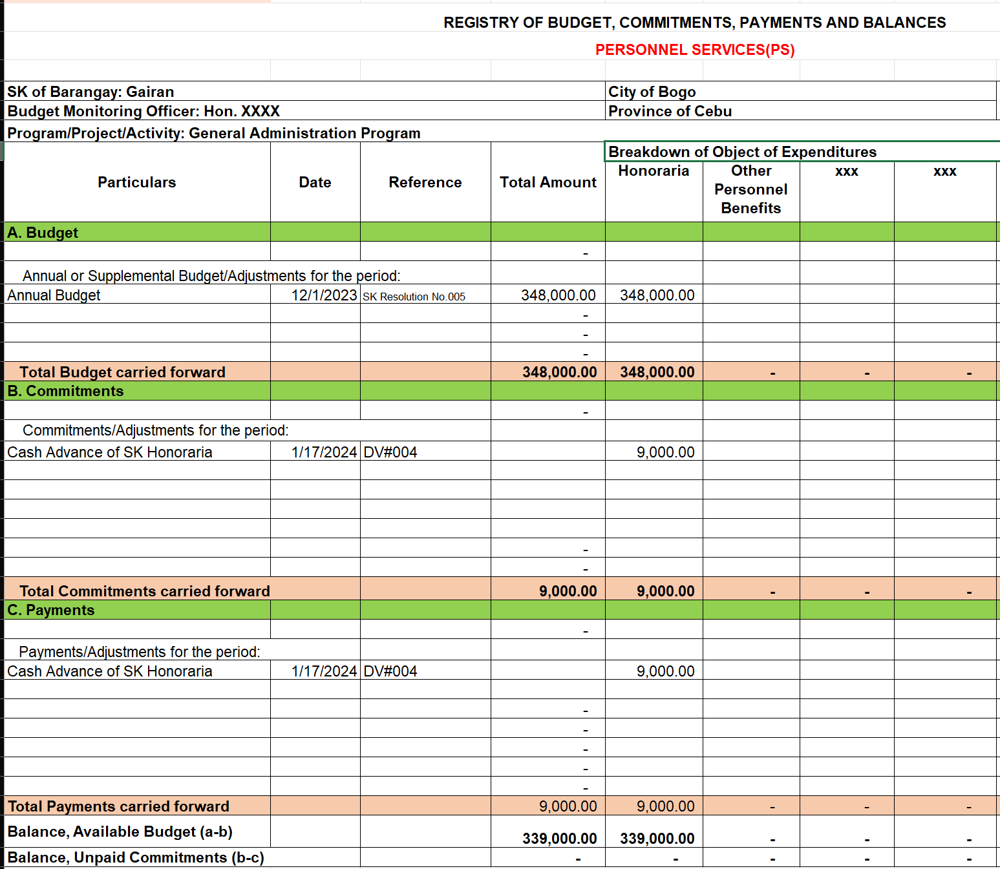 REGISTRY OF BUDGET, COMMITMENTS, PAYMENTS AND BALANCES
PERSONNEL SERVICES(PS)
SK of Barangay: Gairan City of Bogo
Budget Monitoring Officer: Hon. XXXX Province of Cebu
Program/Project/Activity: General Administration Program
Breakdown of Object of Expenditures
Particulars Date Reference Total Amount Honoraria Other Personnel Benefits xxx xxx
A. Budget
-
Annual or Supplemental Budget/Adjustments for the period:
Annual Budget 12/1/2023 SK Resolution No.005 348,000.00 348,000.00
-
-
-
Total Budget carried forward 348,000.00 348,000.00 - - -
B. Commitments
-
Commitments/Adjustments for the period:
Cash Advance of SK Honoraria 1/17/2024 DV#004 9,000.00
-
-
Total Commitments carried forward 9,000.00 9,000.00 - - -
C. Payments
-
Payments/Adjustments for the period:
Cash Advance of SK Honoraria 1/17/2024 DV#004 9,000.00
-
-
-
-
-
Total Payments carried forward 9,000.00 9,000.00 - - -
Balance, Available Budget (a-b) 339,000.00 339,000.00 - - -
Balance, Unpaid Commitments (b-c) - - - - -